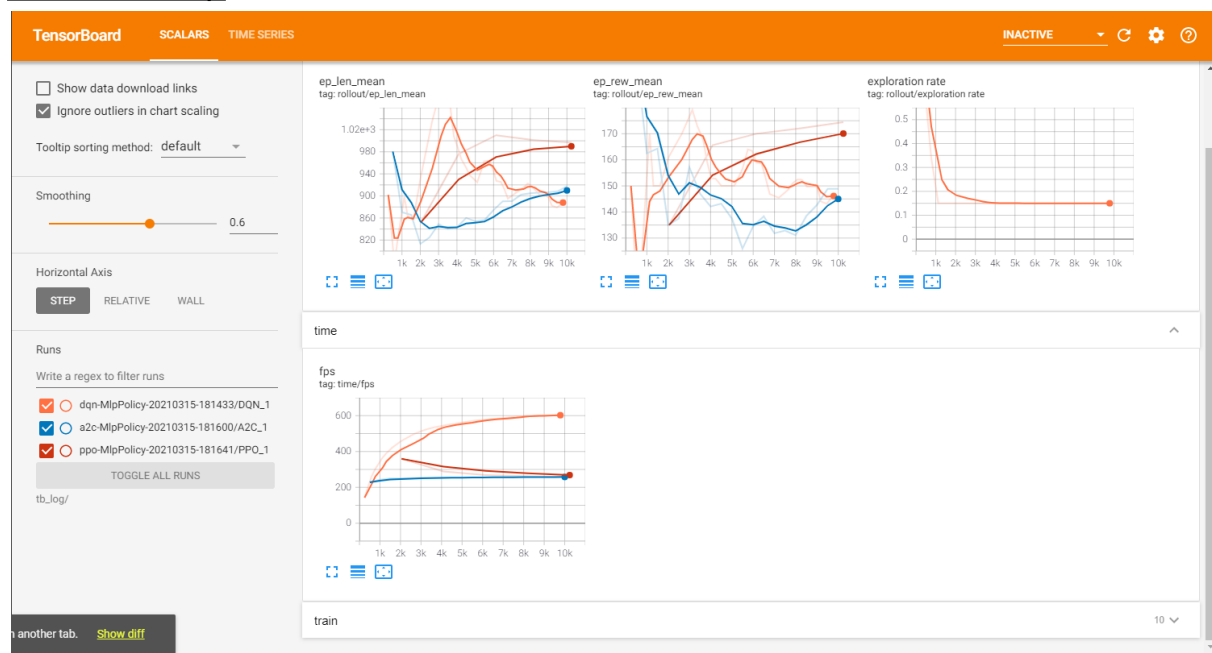 TensorBoard SCALARS TIME SERIES INACTIVE
Show data download links
Ignore outliers in chart scaling
Tooltip sorting method: default
Smoothing
0.6
Horizontal Axis
STEP RELATIVE WALL
Runs
Write a regex to filter runs
dqn-MlpPolicy-20210315-181433/DQN_1
a2c-MlpPolicy-20210315-181600/A2C_1
ppo-MlpPolicy-20210315-181641/PPO_1
TOGGLE ALL RUNS
tb_log/
n another tab. Show diff
ep_len_mean
tag: rollout/ep_len_mean
1.02e+3
980
940
900
860
820
1k 2k 3k 4k 5k 6k 7k 8k 9k 10k
ep_rew_mean
tag: rollout/ep_rew_mean
170
160
150
140
130
1k 2k 3k 4k 5k 6k 7k 8k 9k 10k
exploration rate
tag: rollout/exploration rate
0.5
0.4
0.3
0.2
0.1
0
1k 2k 3k 4k 5k 6k 7k 8k 9k 10k
time
fps
tag: time/fps
600
400
200
0
1k 2k 3k 4k 5k 6k 7k 8k 9k 10k
train 10